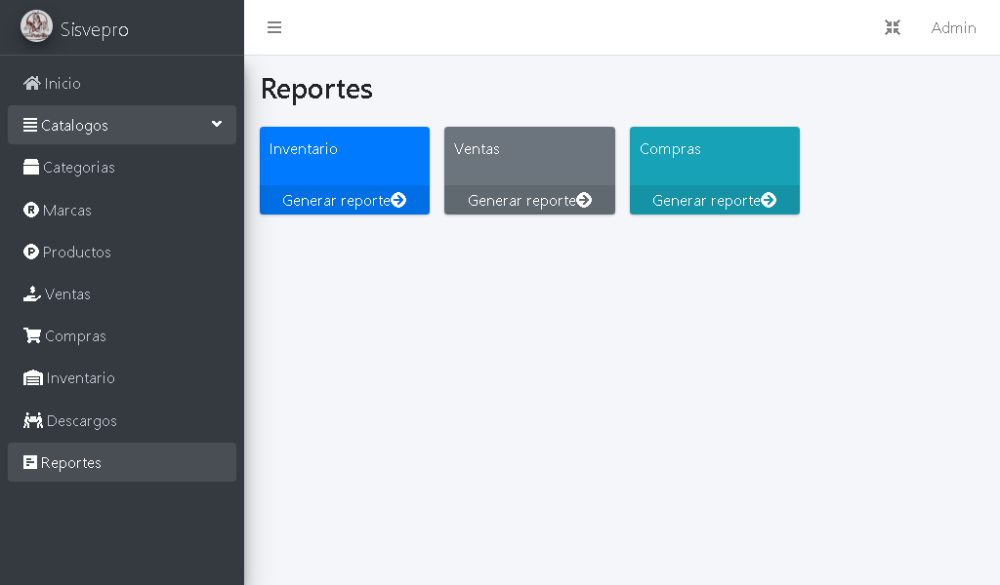 Sisvepro
Admin
Inicio
Catalogos
Categorias
Marcas
Productos
Ventas
Compras
Inventario
Descargos
Reportes
Reportes
Inventario
Generar reporte
Ventas
Generar reporte
Compras
Generar reporte